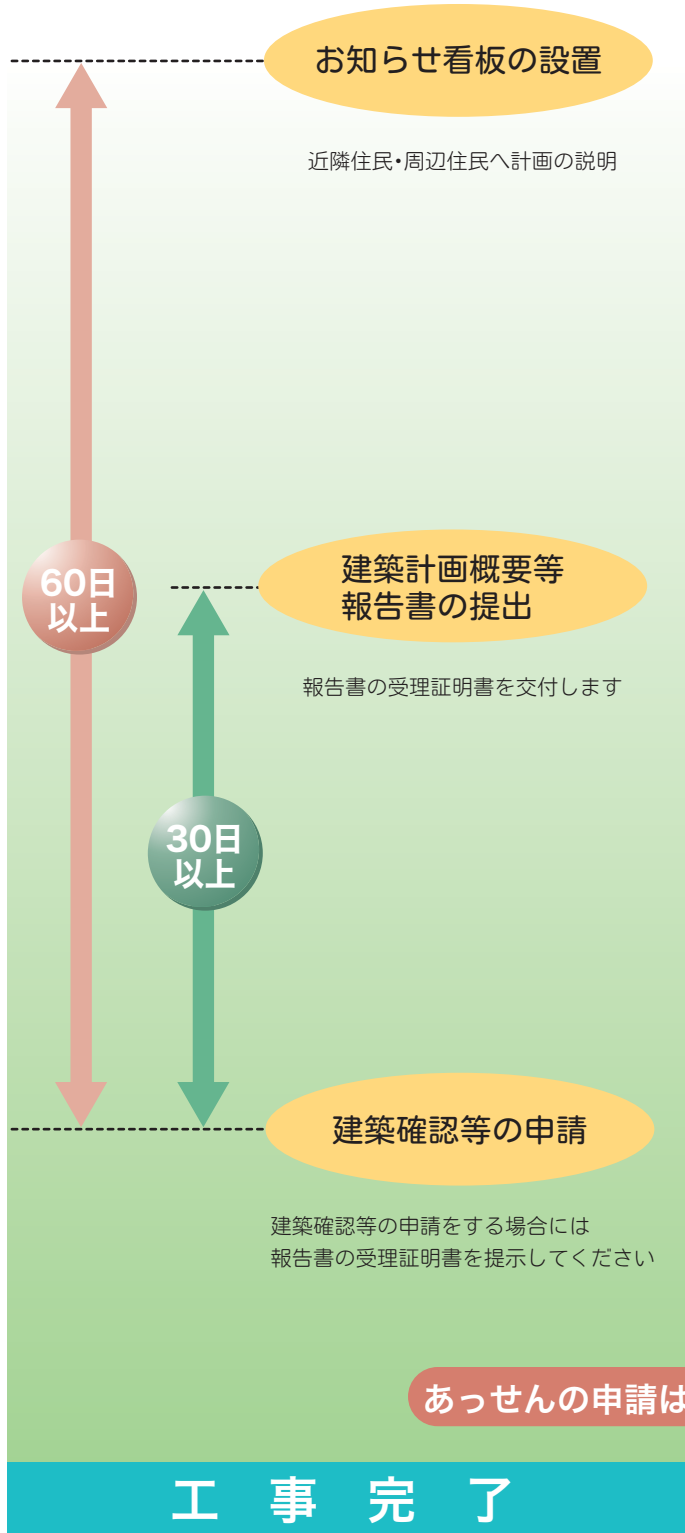 お知らせ看板の設置
近隣住民・周辺住民へ計画の説明
60日
以上
建築計画概要等
報告書の提出
報告書の受理証明書を交付します
30日
以上
建築確認等の申請
建築確認等の申請をする場合には
報告書の受理証明書を提示してください
あっせんの申請は
工事完了